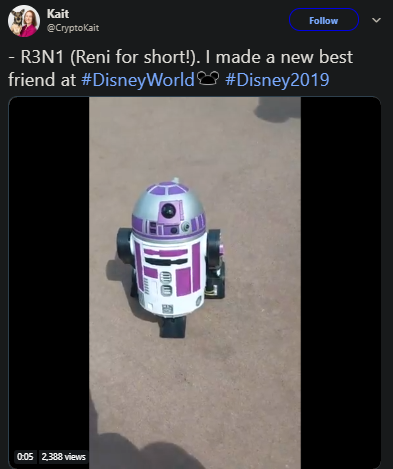 Kait
Follow
@CryptoKait
- R3N1 (Reni for short!). I made a new best
friend at #DisneyWorld #Disney2019
0:05 2,388 views